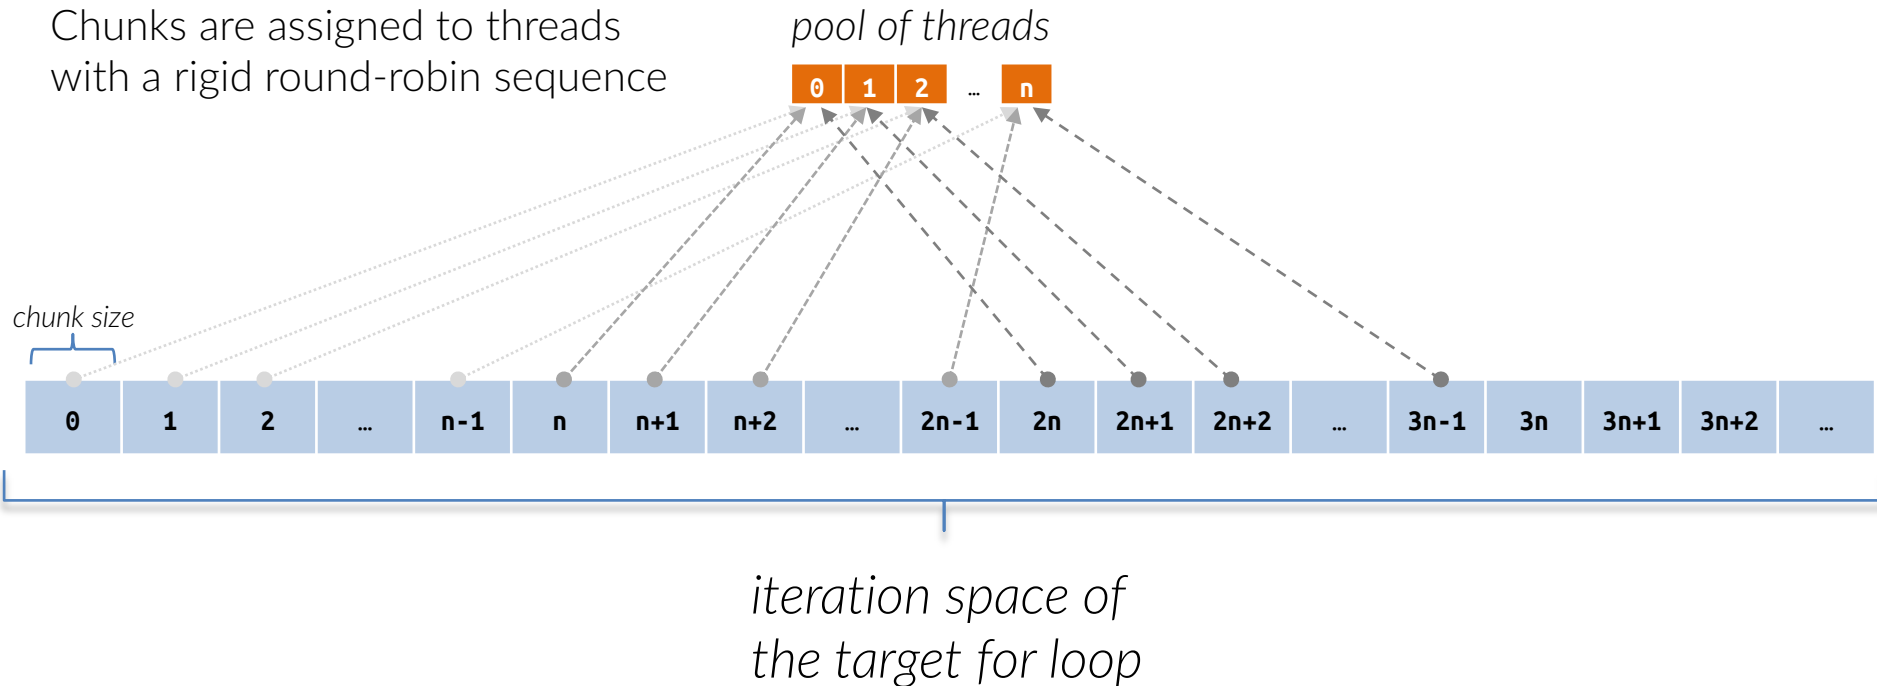 Chunks are assigned to threads
with a rigid round-robin sequence
pool of threads
0 1 2 … n
chunk size
0 1 2 … n-1 n n+1 n+2 … 2n-1 2n 2n+1 2n+2 … 3n-1 3n 3n+1 3n+2 …
iteration space of
the target for loop